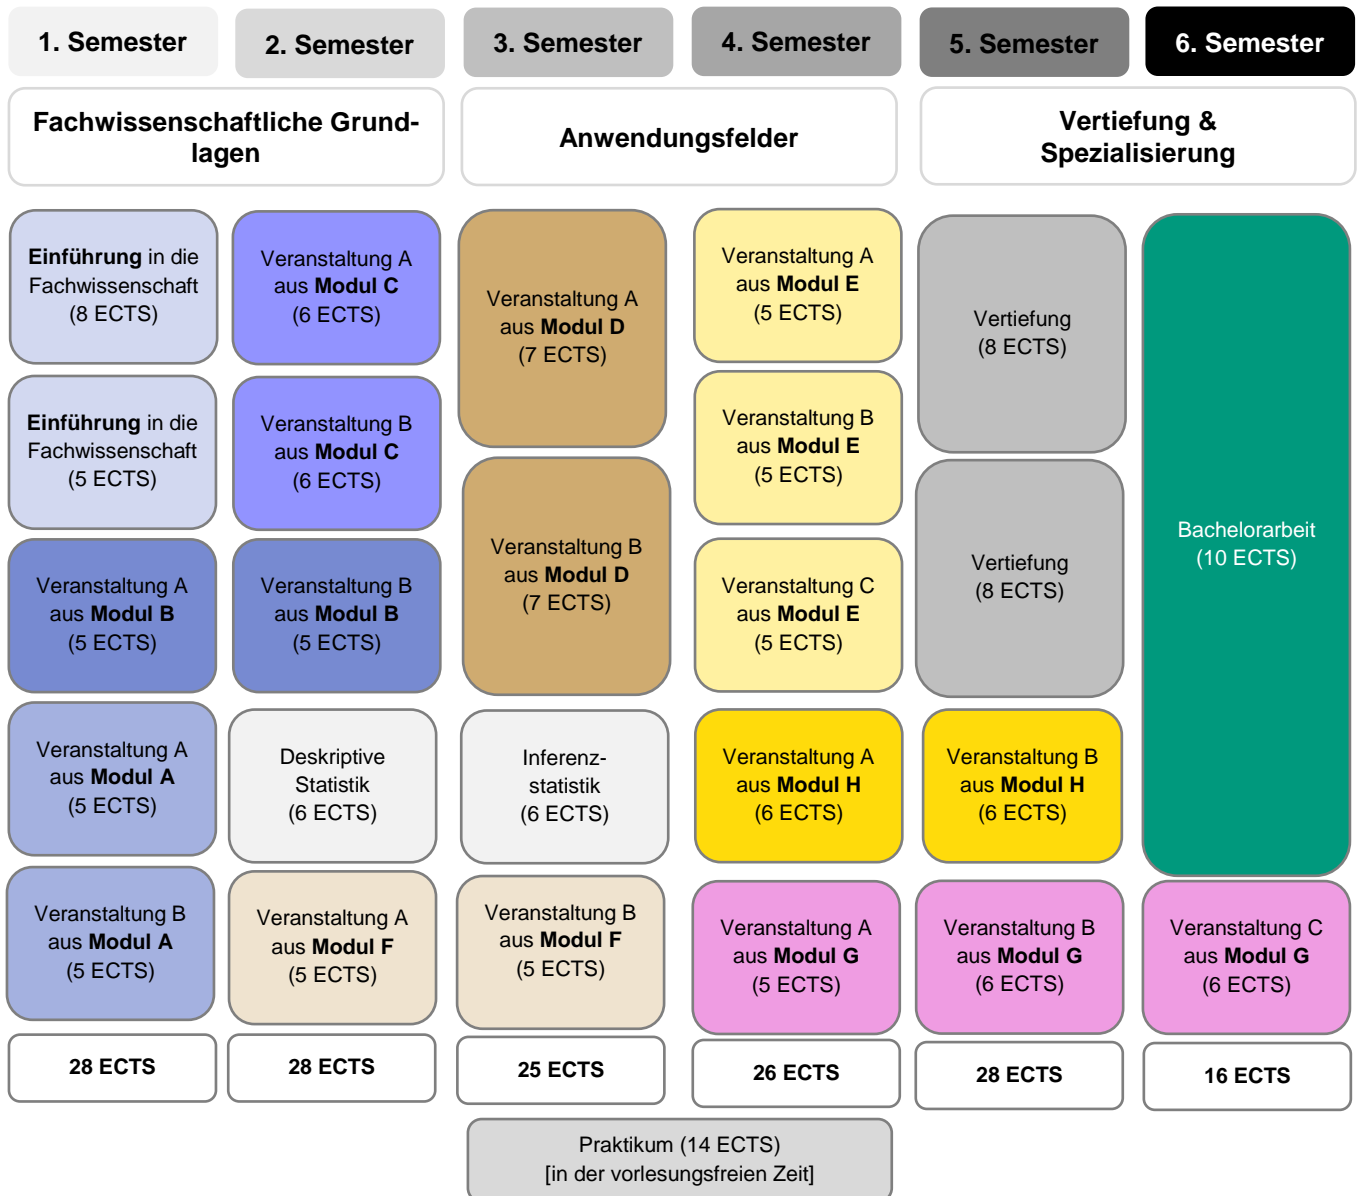 1. Semester
2. Semester
3. Semester
4. Semester
5. Semester
6. Semester
Fachwissenschaftliche Grund-
lagen
Anwendungsfelder
Vertiefung &
Spezialisierung
Einführung in die
Fachwissenschaft
(8 ECTS)
Veranstaltung A
aus Modul C
(6 ECTS)
Veranstaltung A
aus Modul D
(7 ECTS)
Veranstaltung A
aus Modul E
(5 ECTS)
Vertiefung
(8 ECTS)
Bachelorarbeit
(10 ECTS)
Einführung in die
Fachwissenschaft
(5 ECTS)
Veranstaltung B
aus Modul C
(6 ECTS)
Veranstaltung B
aus Modul D
(7 ECTS)
Veranstaltung B
aus Modul E
(5 ECTS)
Vertiefung
(8 ECTS)
Veranstaltung A
aus Modul B
(5 ECTS)
Veranstaltung B
aus Modul B
(5 ECTS)
Veranstaltung C
aus Modul E
(5 ECTS)
Veranstaltung A
aus Modul A
(5 ECTS)
Deskriptive
Statistik
(6 ECTS)
Inferenz-
statistik
(6 ECTS)
Veranstaltung A
aus Modul H
(6 ECTS)
Veranstaltung B
aus Modul H
(6 ECTS)
Veranstaltung B
aus Modul A
(5 ECTS)
Veranstaltung A
aus Modul F
(5 ECTS)
Veranstaltung B
aus Modul F
(5 ECTS)
Veranstaltung A
aus Modul G
(5 ECTS)
Veranstaltung B
aus Modul G
(6 ECTS)
Veranstaltung C
aus Modul G
(6 ECTS)
28 ECTS
28 ECTS
25 ECTS
26 ECTS
28 ECTS
16 ECTS
Praktikum (14 ECTS)
[in der vorlesungsfreien Zeit]